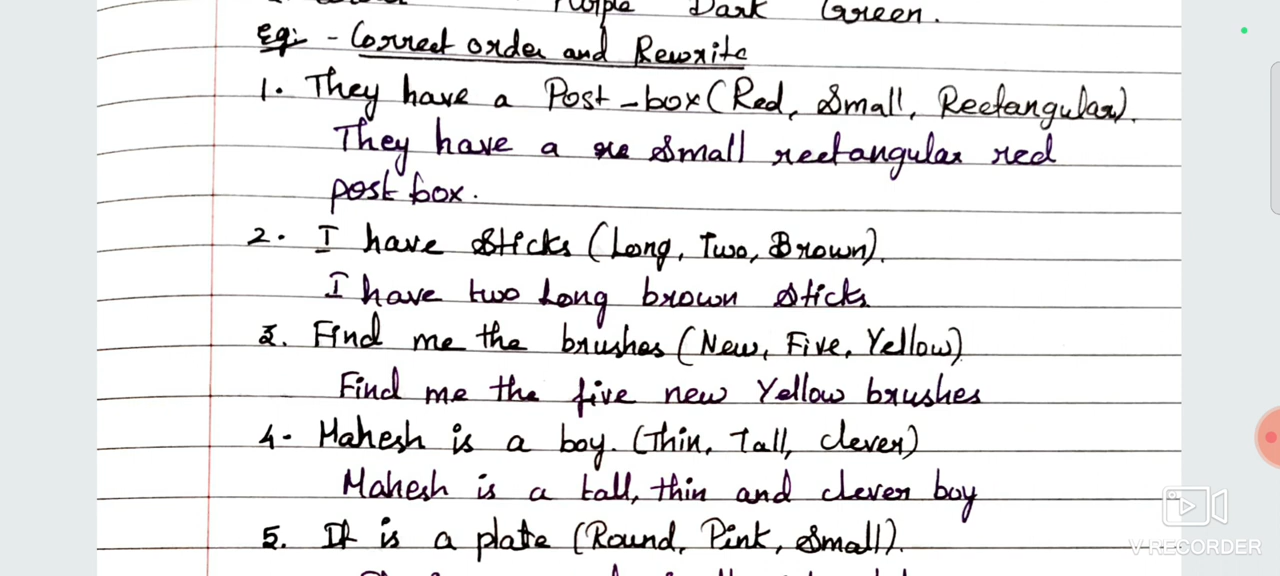 Purple Dark Green.
Eg:- Correct order and Rewrite
1. They have a Post-box (Red, Small, Rectangular).
They have a re Small rectangular red
post box.
2. I have Sticks (Long, Two, Brown).
I have two Long brown Sticks
3. Find me the brushes (New, Five, Yellow)
Find me the five new Yellow brushes
4- Mahesh is a boy. (Thin, Tall, clever)
Mahesh is a tall, thin and clever boy
5. It is a plate (Round, Pink, Small).
V RECORDER